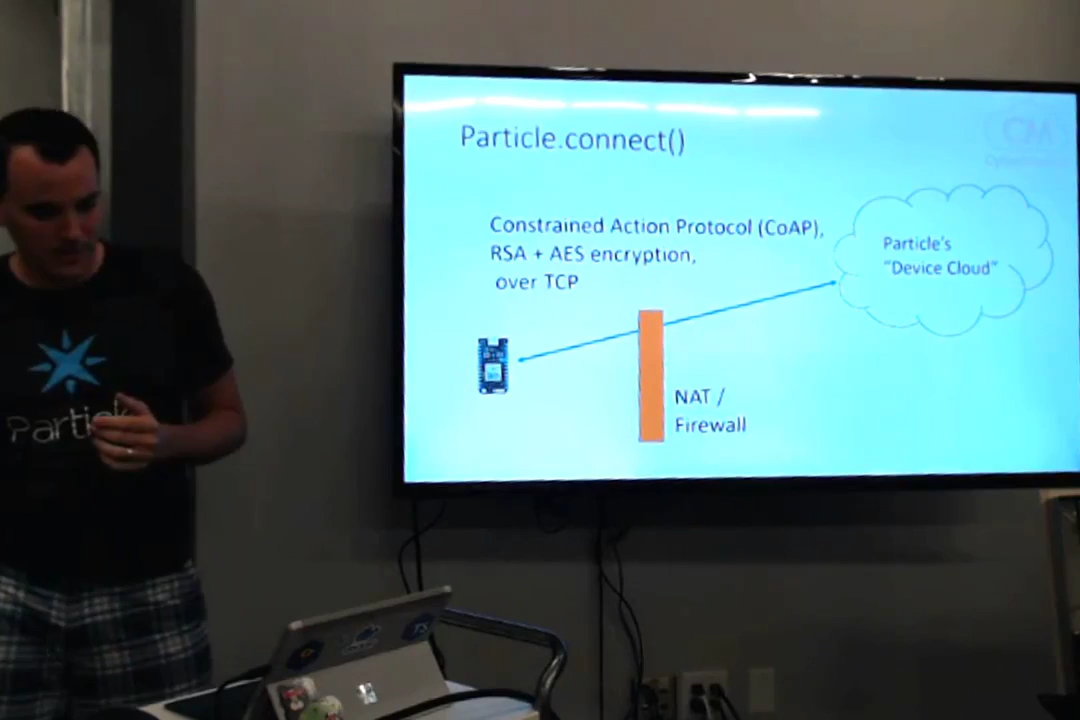 Particle.connect()
Constrained Action Protocol (CoAP),
RSA + AES encryption,
over TCP
Particle's
"Device Cloud"
NAT /
Firewall
Particle